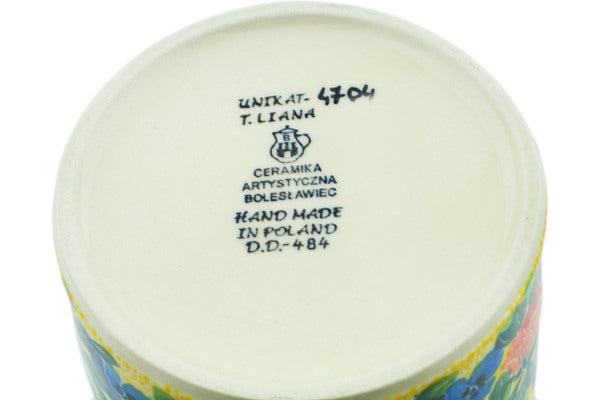 UNIKAT-4704
T. LIANA
B
CERAMIKA
ARTYSTYCZNA
BOLESŁAWIEC
HAND MADE
IN POLAND
D.D.-484